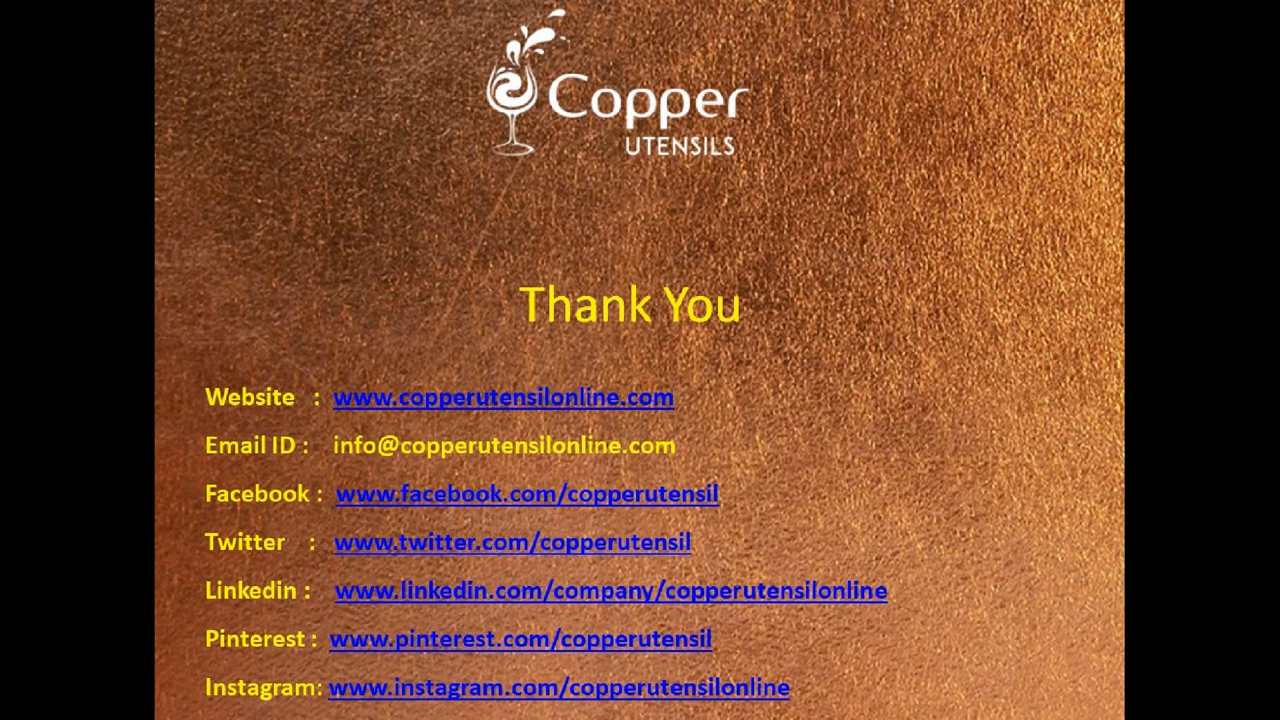 Copper
UTENSILS
Thank You
Website : www.copperutensilonline.com
Email ID : info@copperutensilonline.com
Facebook : www.facebook.com/copperutensil
Twitter : www.twitter.com/copperutensil
Linkedin : www.linkedin.com/company/copperutensilonline
Pinterest : www.pinterest.com/copperutensil
Instagram: www.instagram.com/copperutensilonline